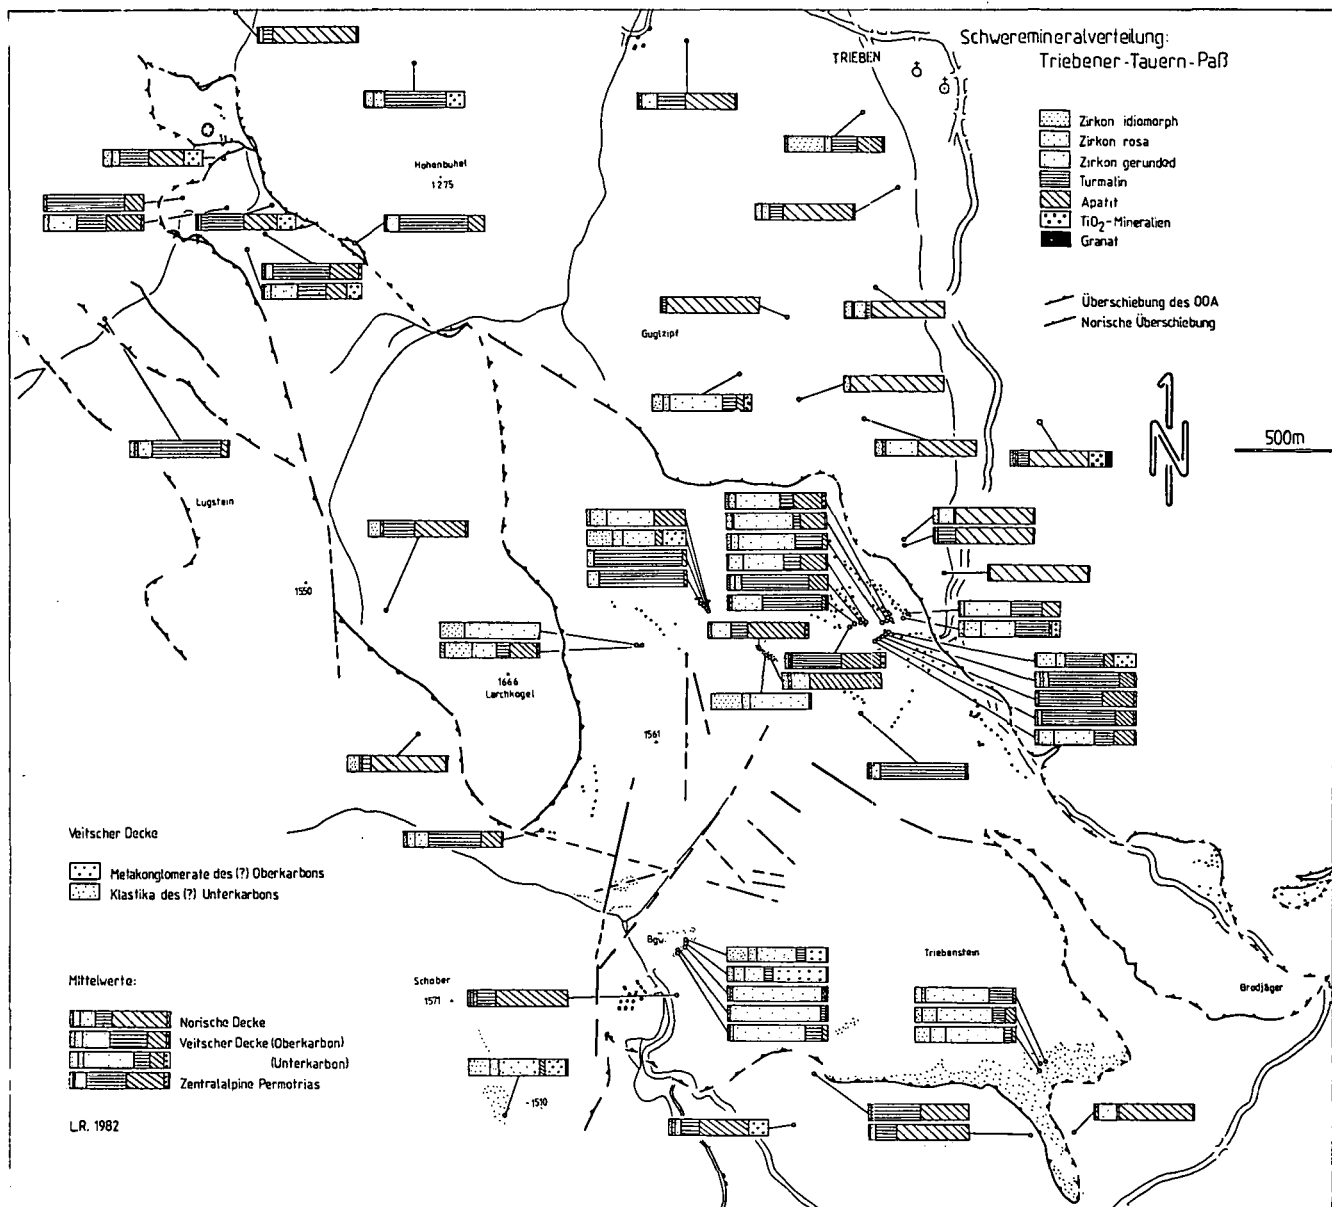 Schweremineralverteilung:
Triebener-Tauern-Paß
TRIEBEN
Zirkon idiomorph
Zirkon rosa
Zirkon gerunded
Turmalin
Apatit
TiO₂-Mineralien
Granat
Überschiebung des OOA
Norische Überschiebung
N
500m
Hohenbuhel
1275
Guglzipf
Lugstein
1550
1666
Larchkogel
1561
Veitscher Decke
Metakonglomerate des (?) Oberkarbons
Klastika des (?) Unterkarbons
Bgw.
Triebenstein
Brodjäger
Schober
1571
-1510
Mittelwerte:
Norische Decke
Veitscher Decke (Oberkarbon)
(Unterkarbon)
Zentralalpine Permotrias
L.R. 1982